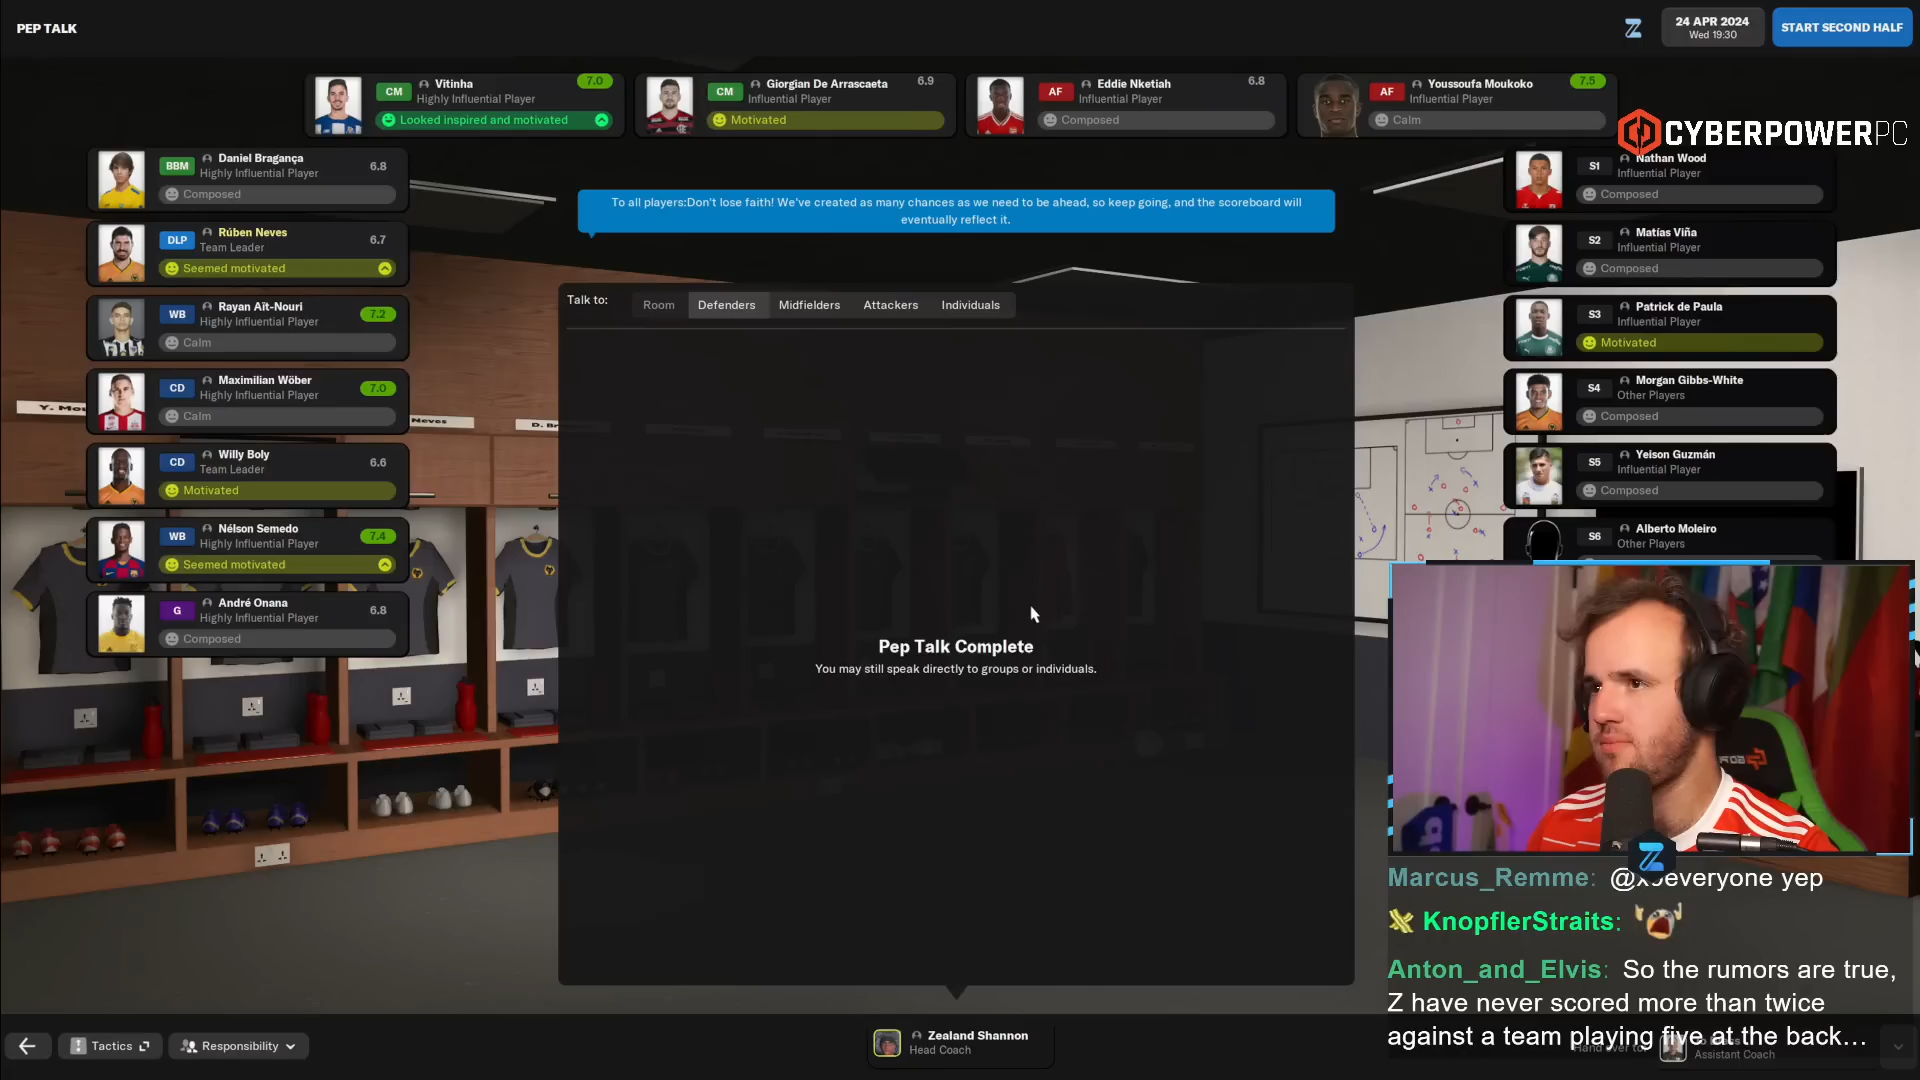 PEP TALK
24 APR 2024
Wed 19:30
START SECOND HALF
CM Vitinha 7.0
Highly Influential Player
Looked inspired and motivated
CM Giorgian De Arrascaeta 6.9
Influential Player
Motivated
AF Eddie Nketiah 6.8
Influential Player
Composed
AF Youssoufa Moukoko 7.5
Influential Player
Calm
CYBERPOWERPC
BBM Daniel Bragança 6.8
Highly Influential Player
Composed
DLP Rúben Neves 6.7
Team Leader
Seemed motivated
WB Rayan Aït-Nouri 7.2
Highly Influential Player
Calm
CD Maximilian Wöber 7.0
Highly Influential Player
Calm
CD Willy Boly 6.6
Team Leader
Motivated
WB Nélson Semedo 7.4
Highly Influential Player
Seemed motivated
G André Onana 6.8
Highly Influential Player
Composed
To all players:Don't lose faith! We've created as many chances as we need to be ahead, so keep going, and the scoreboard will
eventually reflect it.
Talk to: Room Defenders Midfielders Attackers Individuals
Pep Talk Complete
You may still speak directly to groups or individuals.
S1 Nathan Wood
Influential Player
Composed
S2 Matías Viña
Influential Player
Composed
S3 Patrick de Paula
Influential Player
Motivated
S4 Morgan Gibbs-White
Other Players
Composed
S5 Yeison Guzmán
Influential Player
Composed
S6 Alberto Moleiro
Other Players
Y. Mou
Neves
D. Br
Marcus_Remme: everyone yep
KnopflerStraits:
Anton_and_Elvis: So the rumors are true,
Z have never scored more than twice
against a team playing five at the back...
Tactics
Responsibility
Zealand Shannon
Head Coach
Hand over to:
Assistant Coach